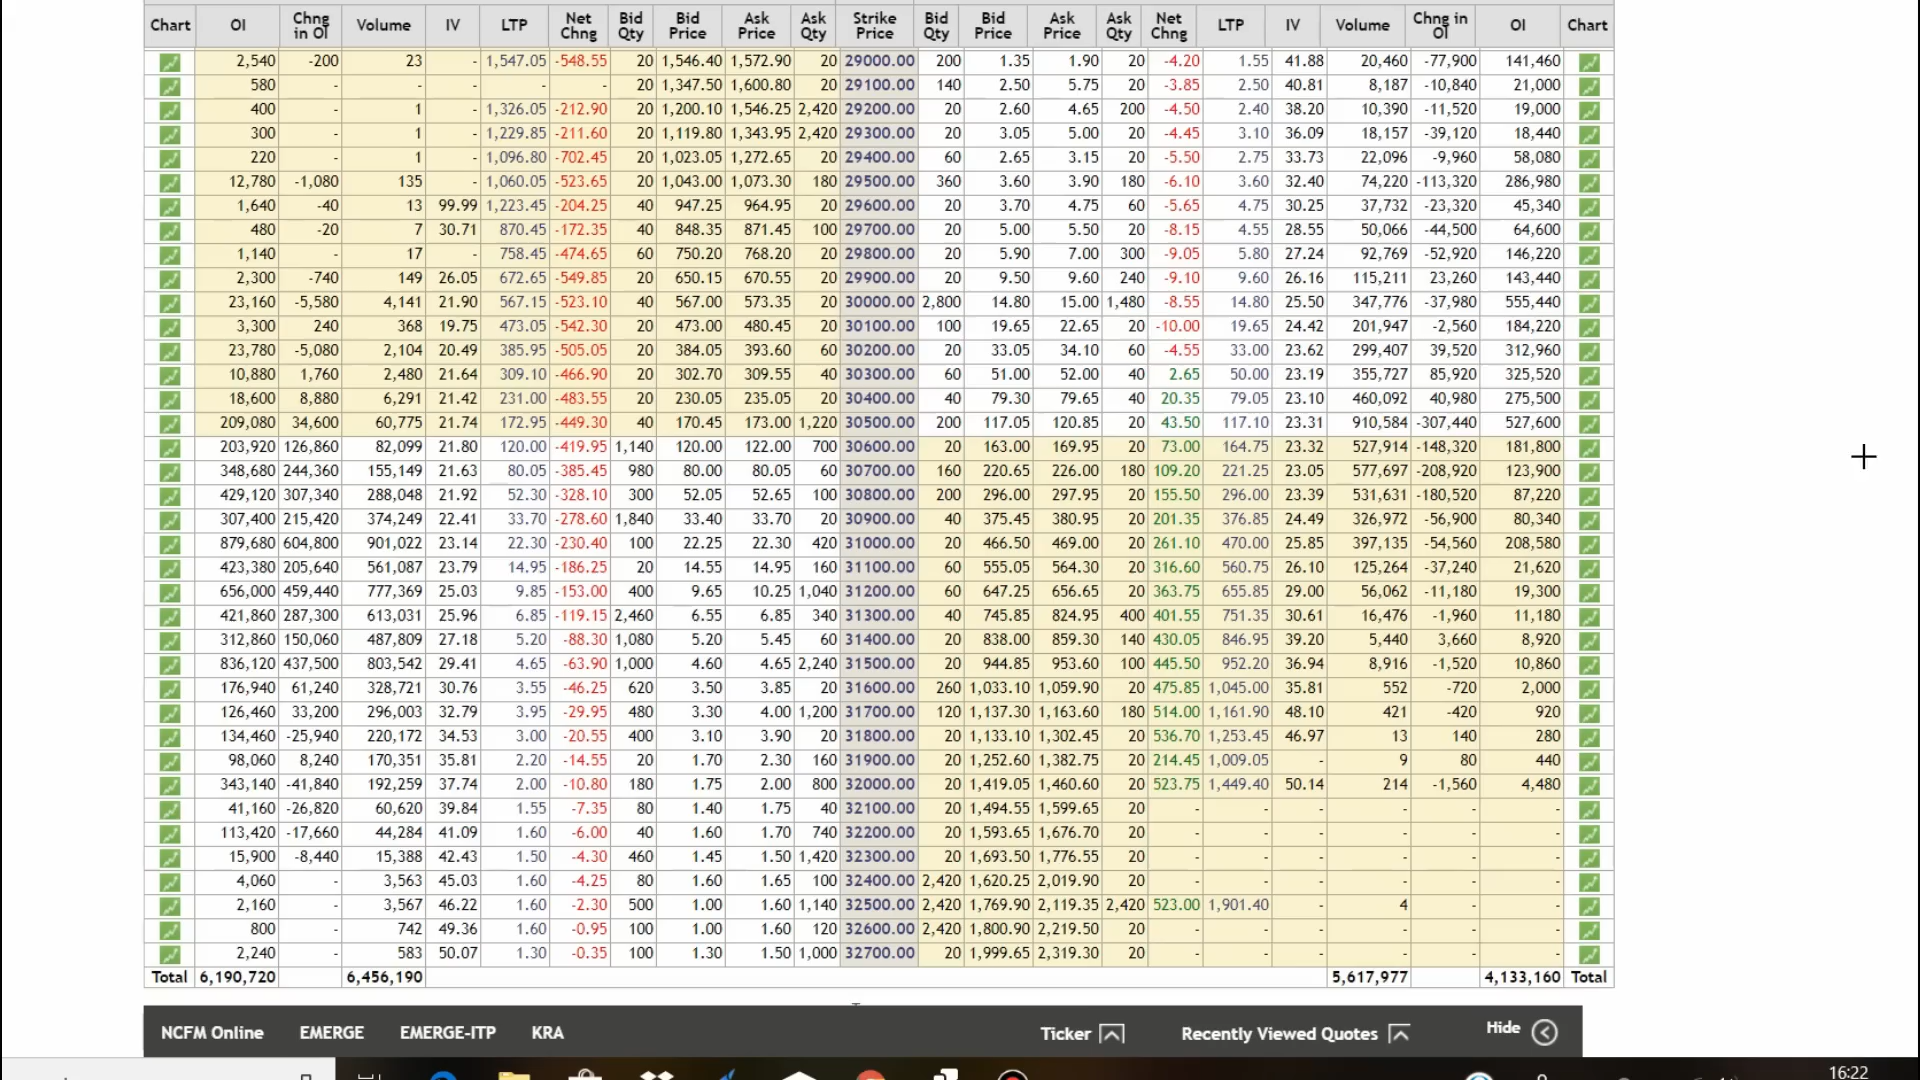 Chart OI Chng in OI Volume IV LTP Net Chng Bid Qty Bid Price Ask Price Ask Qty Strike Price Bid Qty Bid Price Ask Price Ask Qty Net Chng LTP IV Volume Chng in OI OI Chart
2,540 -200 23 - 1,547.05 -548.55 20 1,546.40 1,572.90 20 29000.00 200 1.35 1.90 20 -4.20 1.55 41.88 20,460 -77,900 141,460
580 - - - - - 20 1,347.50 1,600.80 20 29100.00 140 2.50 5.75 20 -3.85 2.50 40.81 8,187 -10,840 21,000
400 - 1 - 1,326.05 -212.90 20 1,200.10 1,546.25 2,420 29200.00 20 2.60 4.65 200 -4.50 2.40 38.20 10,390 -11,520 19,000
300 - 1 - 1,229.85 -211.60 20 1,119.80 1,343.95 2,420 29300.00 20 3.05 5.00 20 -4.45 3.10 36.09 18,157 -39,120 18,440
220 - 1 - 1,096.80 -702.45 20 1,023.05 1,272.65 20 29400.00 60 2.65 3.15 20 -5.50 2.75 33.73 22,096 -9,960 58,080
12,780 -1,080 135 - 1,060.05 -523.65 20 1,043.00 1,073.30 180 29500.00 360 3.60 3.90 180 -6.10 3.60 32.40 74,220 -113,320 286,980
1,640 -40 13 99.99 1,223.45 -204.25 40 947.25 964.95 20 29600.00 20 3.70 4.75 60 -5.65 4.75 30.25 37,732 -23,320 45,340
480 -20 7 30.71 870.45 -172.35 40 848.35 871.45 100 29700.00 20 5.00 5.50 20 -8.15 4.55 28.55 50,066 -44,500 64,600
1,140 - 17 - 758.45 -474.65 60 750.20 768.20 20 29800.00 20 5.90 7.00 300 -9.05 5.80 27.24 92,769 -52,920 146,220
2,300 -740 149 26.05 672.65 -549.85 20 650.15 670.55 20 29900.00 20 9.50 9.60 240 -9.10 9.60 26.16 115,211 23,260 143,440
23,160 -5,580 4,141 21.90 567.15 -523.10 40 567.00 573.35 20 30000.00 2,800 14.80 15.00 1,480 -8.55 14.80 25.50 347,776 -37,980 555,440
3,300 240 368 19.75 473.05 -542.30 20 473.00 480.45 20 30100.00 100 19.65 22.65 20 -10.00 19.65 24.42 201,947 -2,560 184,220
23,780 -5,080 2,104 20.49 385.95 -505.05 20 384.05 393.60 60 30200.00 20 33.05 34.10 60 -4.55 33.00 23.62 299,407 39,520 312,960
10,880 1,760 2,480 21.64 309.10 -466.90 20 302.70 309.55 40 30300.00 60 51.00 52.00 40 2.65 50.00 23.19 355,727 85,920 325,520
18,600 8,880 6,291 21.42 231.00 -483.55 20 230.05 235.05 20 30400.00 40 79.30 79.65 40 20.35 79.05 23.10 460,092 40,980 275,500
209,080 34,600 60,775 21.74 172.95 -449.30 40 170.45 173.00 1,220 30500.00 200 117.05 120.85 20 43.50 117.10 23.31 910,584 -307,440 527,600
203,920 126,860 82,099 21.80 120.00 -419.95 1,140 120.00 122.00 700 30600.00 20 163.00 169.95 20 73.00 164.75 23.32 527,914 -148,320 181,800
348,680 244,360 155,149 21.63 80.05 -385.45 980 80.00 80.05 60 30700.00 160 220.65 226.00 180 109.20 221.25 23.05 577,697 -208,920 123,900
429,120 307,340 288,048 21.92 52.30 -328.10 300 52.05 52.65 100 30800.00 200 296.00 297.95 20 155.50 296.00 23.39 531,631 -180,520 87,220
307,400 215,420 374,249 22.41 33.70 -278.60 1,840 33.40 33.70 20 30900.00 40 375.45 380.95 20 201.35 376.85 24.49 326,972 -56,900 80,340
879,680 604,800 901,022 23.14 22.30 -230.40 100 22.25 22.30 420 31000.00 20 466.50 469.00 20 261.10 470.00 25.85 397,135 -54,560 208,580
423,380 205,640 561,087 23.79 14.95 -186.25 20 14.55 14.95 160 31100.00 60 555.05 564.30 20 316.60 560.75 26.10 125,264 -37,240 21,620
656,000 459,440 777,369 25.03 9.85 -153.00 400 9.65 10.25 1,040 31200.00 60 647.25 656.65 20 363.75 655.85 29.00 56,062 -11,180 19,300
421,860 287,300 613,031 25.96 6.85 -119.15 2,460 6.55 6.85 340 31300.00 40 745.85 824.95 400 401.55 751.35 30.61 16,476 -1,960 11,180
312,860 150,060 487,809 27.18 5.20 -88.30 1,080 5.20 5.45 60 31400.00 20 838.00 859.30 140 430.05 846.95 39.20 5,440 3,660 8,920
836,120 437,500 803,542 29.41 4.65 -63.90 1,000 4.60 4.65 2,240 31500.00 20 944.85 953.60 100 445.50 952.20 36.94 8,916 -1,520 10,860
176,940 61,240 328,721 30.76 3.55 -46.25 620 3.50 3.85 20 31600.00 260 1,033.10 1,059.90 20 475.85 1,045.00 35.81 552 -720 2,000
126,460 33,200 296,003 32.79 3.95 -29.95 480 3.30 4.00 1,200 31700.00 120 1,137.30 1,163.60 180 514.00 1,161.90 48.10 421 -420 920
134,460 -25,940 220,172 34.53 3.00 -20.55 400 3.10 3.90 20 31800.00 20 1,133.10 1,302.45 20 536.70 1,253.45 46.97 13 140 280
98,060 8,240 170,351 35.81 2.20 -14.55 20 1.70 2.30 160 31900.00 20 1,252.60 1,382.75 20 214.45 1,009.05 - 9 80 440
343,140 -41,840 192,259 37.74 2.00 -10.80 180 1.75 2.00 800 32000.00 20 1,419.05 1,460.60 20 523.75 1,449.40 50.14 214 -1,560 4,480
41,160 -26,820 60,620 39.84 1.55 -7.35 80 1.40 1.75 40 32100.00 20 1,494.55 1,599.65 20 - - - - - -
113,420 -17,660 44,284 41.09 1.60 -6.00 40 1.60 1.70 740 32200.00 20 1,593.65 1,676.70 20 - - - - - -
15,900 -8,440 15,388 42.43 1.50 -4.30 460 1.45 1.50 1,420 32300.00 20 1,693.50 1,776.55 20 - - - - - -
4,060 - 3,563 45.03 1.60 -4.25 80 1.60 1.65 100 32400.00 2,420 1,620.25 2,019.90 20 - - - - - -
2,160 - 3,567 46.22 1.60 -2.30 500 1.00 1.60 1,140 32500.00 2,420 1,769.90 2,119.35 2,420 523.00 1,901.40 - 4 - -
800 - 742 49.36 1.60 -0.95 100 1.00 1.60 120 32600.00 2,420 1,800.90 2,219.50 20 - - - - - -
2,240 - 583 50.07 1.30 -0.35 100 1.30 1.50 1,000 32700.00 20 1,999.65 2,319.30 20 - - - - - -
Total 6,190,720 6,456,190 5,617,977 4,133,160 Total
NCFM Online EMERGE EMERGE-ITP KRA Ticker Recently Viewed Quotes Hide
16:22